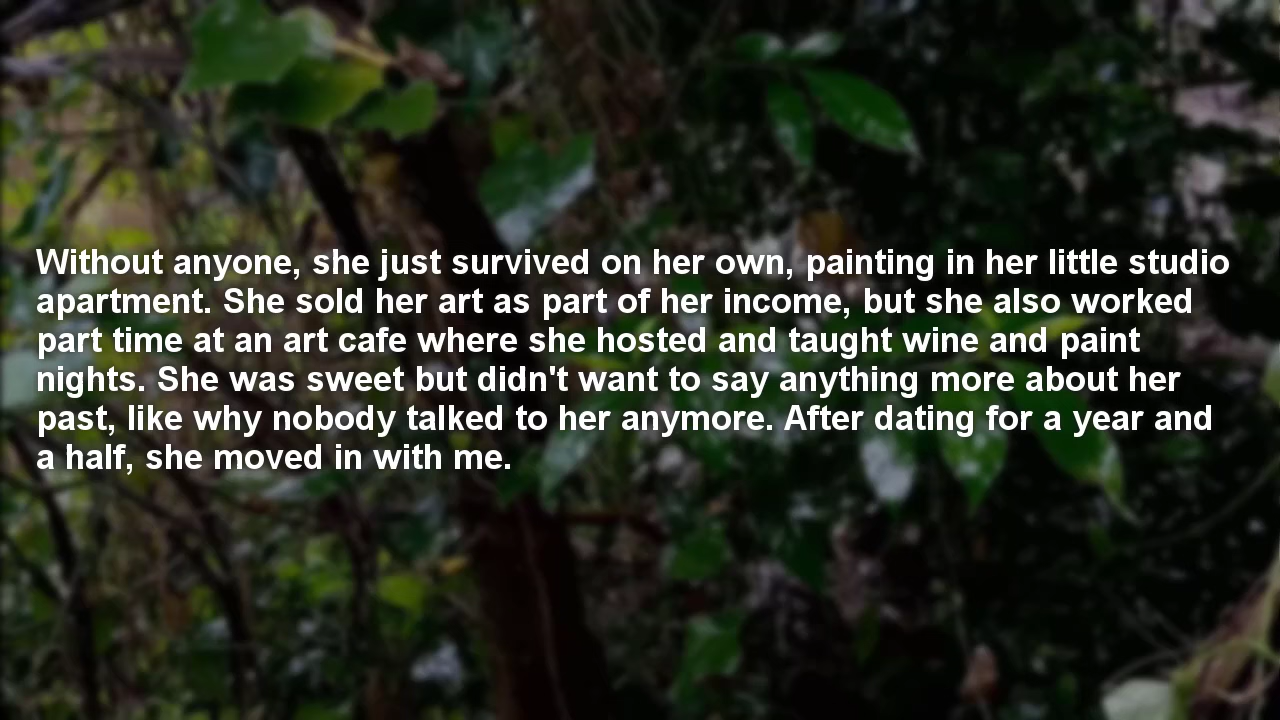 Without anyone, she just survived on her own, painting in her little studio
apartment. She sold her art as part of her income, but she also worked
part time at an art cafe where she hosted and taught wine and paint
nights. She was sweet but didn't want to say anything more about her
past, like why nobody talked to her anymore. After dating for a year and
a half, she moved in with me.